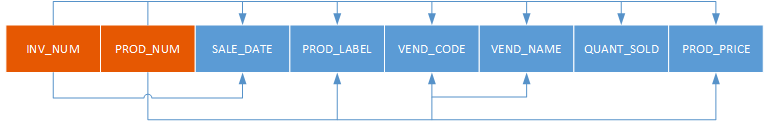 INV_NUM PROD_NUM SALE_DATE PROD_LABEL VEND_CODE VEND_NAME QUANT_SOLD PROD_PRICE